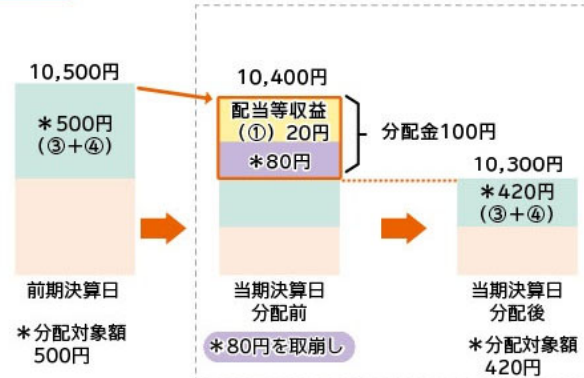 10,500円
*500円
(③+④)
前期決算日
*分配対象額
500円
10,400円
配当等収益
(①) 20円
*80円
分配金100円
当期決算日
分配前
*80円を取崩し
10,300円
*420円
(③+④)
当期決算日
分配後
*分配対象額
420円